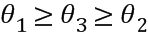 θ₁ ≥ θ₃ ≥ θ₂